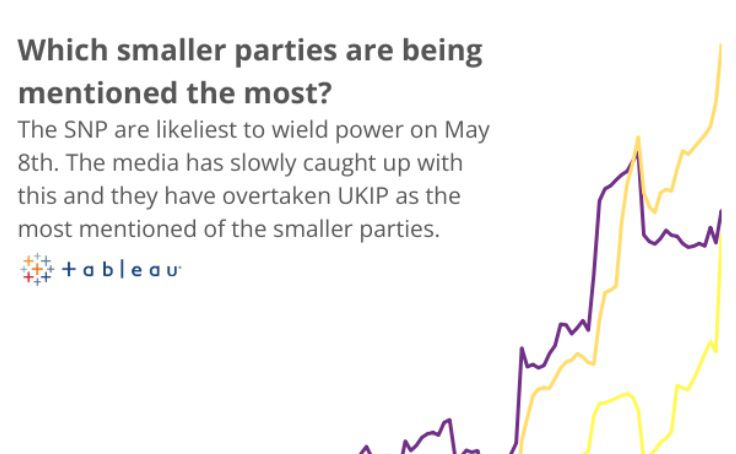 Which smaller parties are being
mentioned the most?
The SNP are likeliest to wield power on May
8th. The media has slowly caught up with
this and they have overtaken UKIP as the
most mentioned of the smaller parties.
+ableau